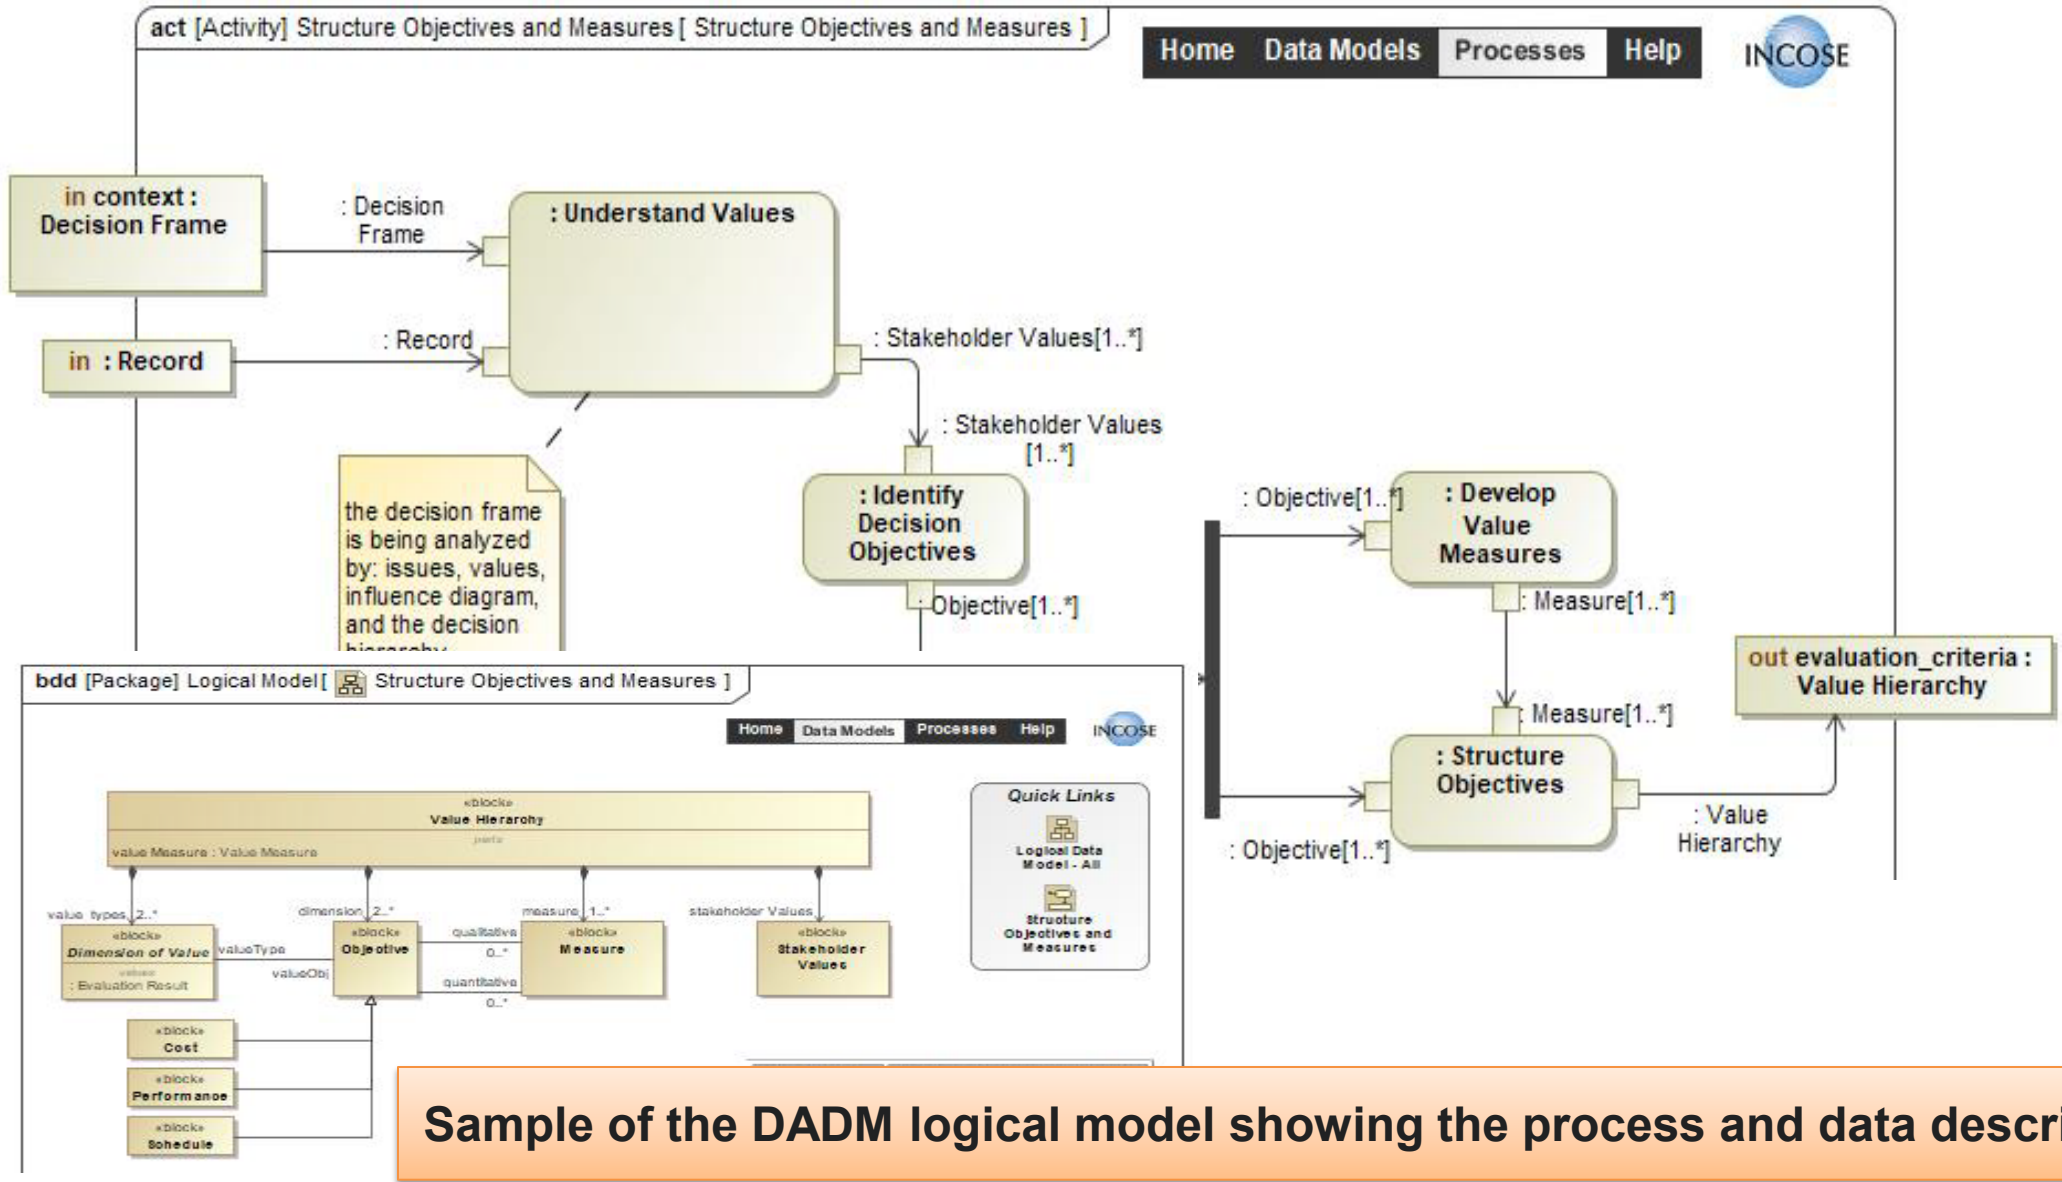 act [Activity] Structure Objectives and Measures [ Structure Objectives and Measures ]
Home Data Models Processes Help
INCOSE
in context :
Decision Frame
: Decision
Frame
: Understand Values
in : Record
: Record
: Stakeholder Values[1..*]
: Stakeholder Values
[1..*]
the decision frame
is being analyzed
by: issues, values,
influence diagram,
and the decision
: Identify
Decision
Objectives
: Objective[1..*]
: Objective[1..*]
: Develop
Value
Measures
: Measure[1..*]
: Measure[1..*]
: Structure
Objectives
: Objective[1..*]
: Value
Hierarchy
out evaluation_criteria :
Value Hierarchy
bdd [Package] Logical Model [ Structure Objectives and Measures ]
Home Data Models Processes Help
INCOSE
«block»
Value Hierarchy
parts
value Measure : Value Measure
value types 2..*
dimension 2..*
measure 1..*
stakeholder Values
«block»
Dimension of Value
values
: Evaluation Result
valueType
valueObj
«block»
Objective
qualitative
0..*
quantitative
0..*
«block»
Measure
«block»
Stakeholder
Values
«block»
Cost
«block»
Performance
«block»
Schedule
Quick Links
Logical Data
Model - All
Structure
Objectives and
Measures
Sample of the DADM logical model showing the process and data descri